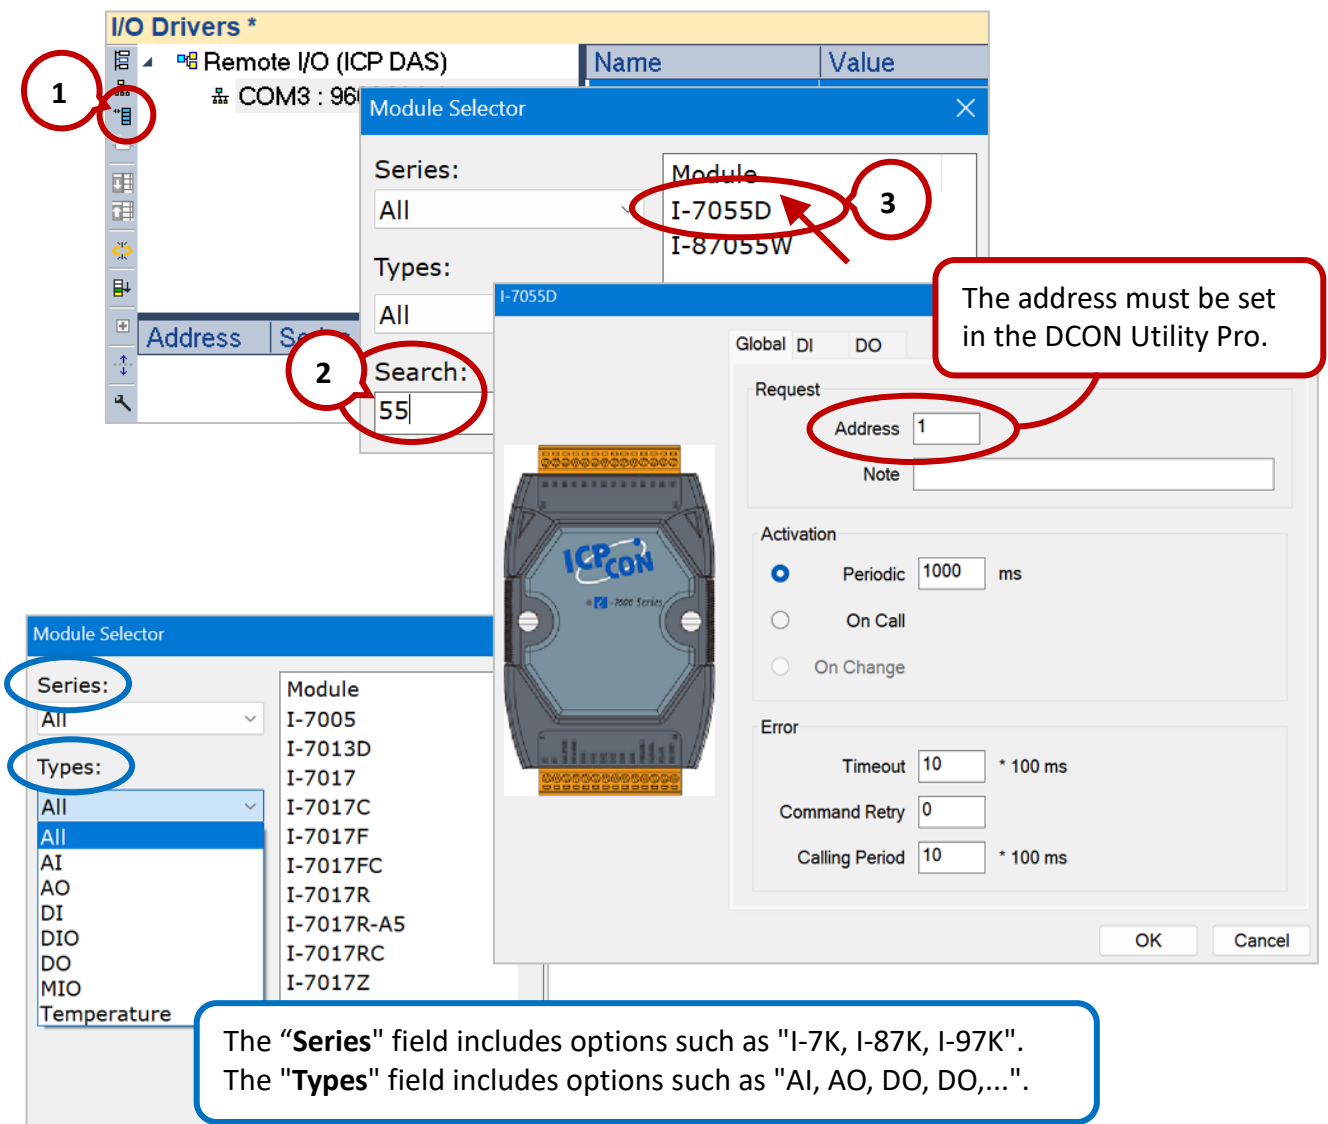 I/O Drivers *
Remote I/O (ICP DAS)
Name
Value
COM3 : 960
1
Module Selector
Series:
All
Module
I-7055D
I-87055W
3
Types:
All
Address
Search:
55
2
I-7055D
The address must be set
in the DCON Utility Pro.
Global
DI
DO
Request
Address 1
Note
ICP CON
Activation
Periodic 1000 ms
On Call
On Change
Error
Timeout 10 * 100 ms
Command Retry 0
Calling Period 10 * 100 ms
OK
Cancel
Module Selector
Series:
All
Types:
All
All
AI
AO
DI
DIO
DO
MIO
Temperature
Module
I-7005
I-7013D
I-7017
I-7017C
I-7017F
I-7017FC
I-7017R
I-7017R-A5
I-7017RC
I-7017Z
The “Series" field includes options such as "I-7K, I-87K, I-97K".
The "Types" field includes options such as "AI, AO, DO, DO,...".